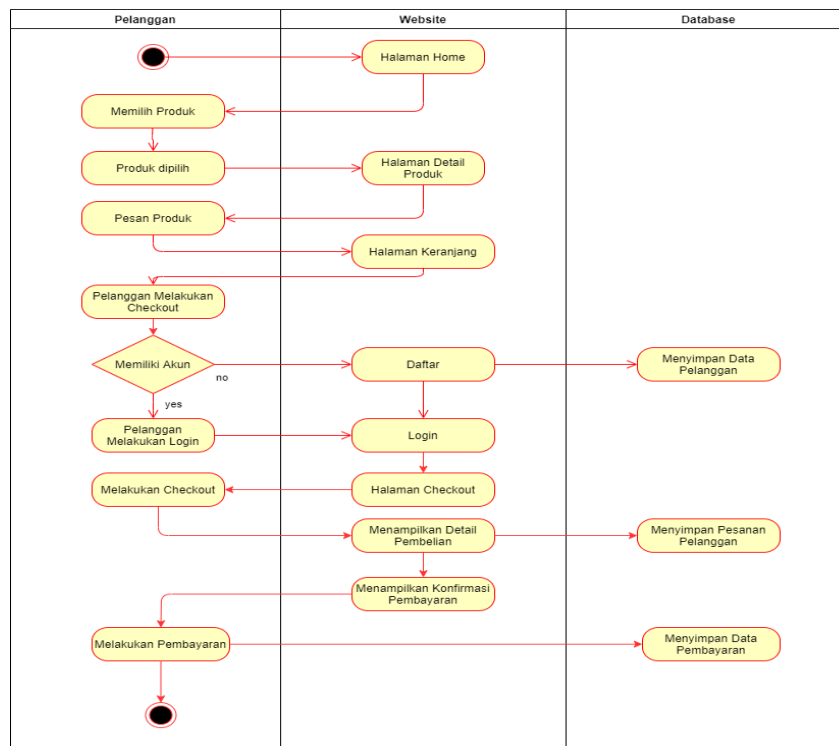 Pelanggan
Website
Database
Halaman Home
Memilih Produk
Produk dipilih
Halaman Detail
Produk
Pesan Produk
Halaman Keranjang
Pelanggan Melakukan
Checkout
Memiliki Akun
no
Daftar
Menyimpan Data
Pelanggan
yes
Pelanggan
Melakukan Login
Login
Melakukan Checkout
Halaman Checkout
Menampilkan Detail
Pembelian
Menyimpan Pesanan
Pelanggan
Menampilkan Konfirmasi
Pembayaran
Melakukan Pembayaran
Menyimpan Data
Pembayaran